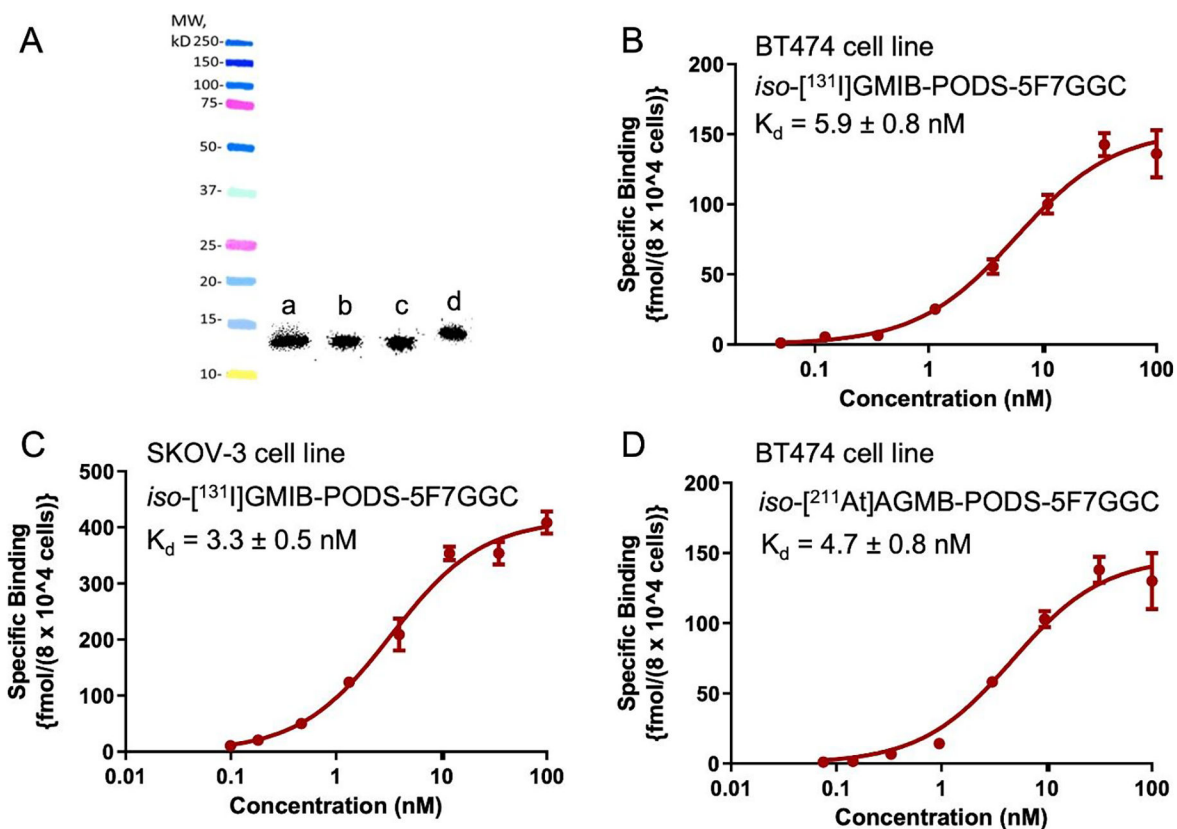 A
MW,
kD 250-
150-
100-
75-
50-
37-
25-
20-
15-
10-
a b c d
B
BT474 cell line
iso-[¹³¹I]GMIB-PODS-5F7GGC
K_d = 5.9 ± 0.8 nM
Specific Binding
{fmol/(8 x 10^4 cells)}
200
150
100
50
0
0.1 1 10 100
Concentration (nM)
C
SKOV-3 cell line
iso-[¹³¹I]GMIB-PODS-5F7GGC
K_d = 3.3 ± 0.5 nM
Specific Binding
{fmol/(8 x 10^4 cells)}
500
400
300
200
100
0
0.01 0.1 1 10 100
Concentration (nM)
D
BT474 cell line
iso-[²¹¹At]AGMB-PODS-5F7GGC
K_d = 4.7 ± 0.8 nM
Specific Binding
{fmol/(8 x 10^4 cells)}
200
150
100
50
0
0.01 0.1 1 10 100
Concentration (nM)